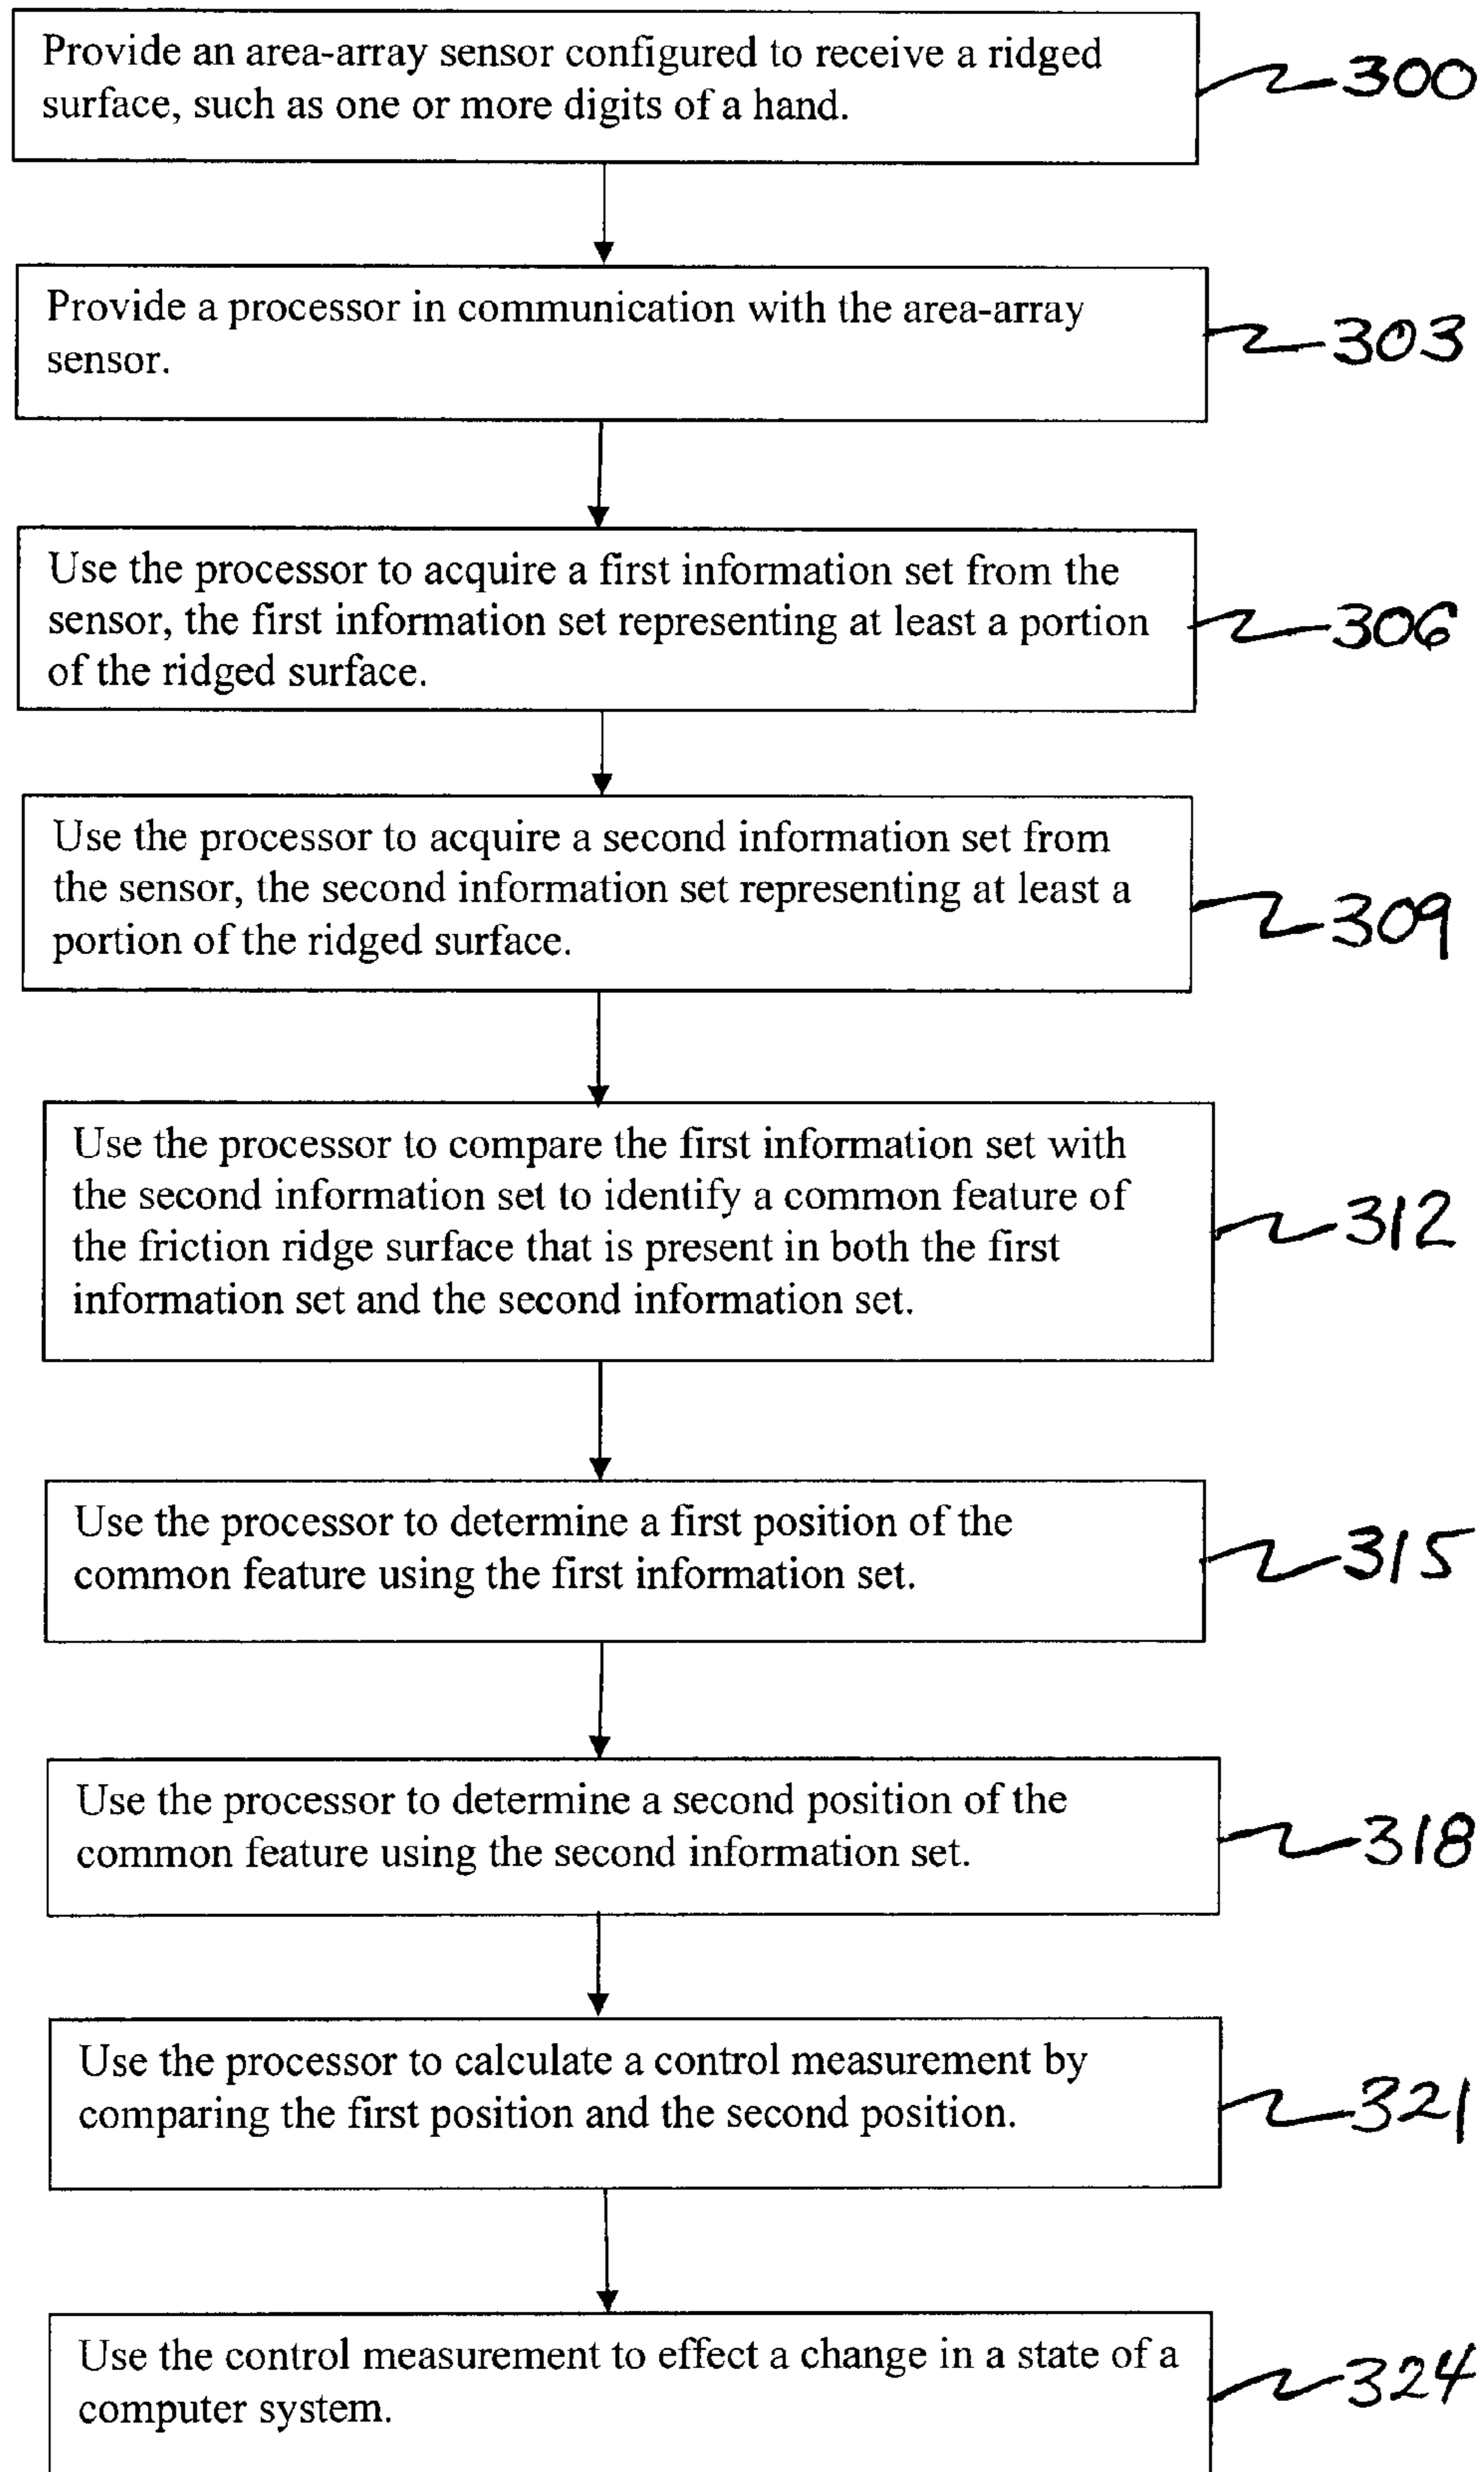 Provide an area-array sensor configured to receive a ridged
surface, such as one or more digits of a hand.
300
Provide a processor in communication with the area-array
sensor.
303
Use the processor to acquire a first information set from the
sensor, the first information set representing at least a portion
of the ridged surface.
306
Use the processor to acquire a second information set from
the sensor, the second information set representing at least a
portion of the ridged surface.
309
Use the processor to compare the first information set with
the second information set to identify a common feature of
the friction ridge surface that is present in both the first
information set and the second information set.
312
Use the processor to determine a first position of the
common feature using the first information set.
315
Use the processor to determine a second position of the
common feature using the second information set.
318
Use the processor to calculate a control measurement by
comparing the first position and the second position.
321
Use the control measurement to effect a change in a state of a
computer system.
324